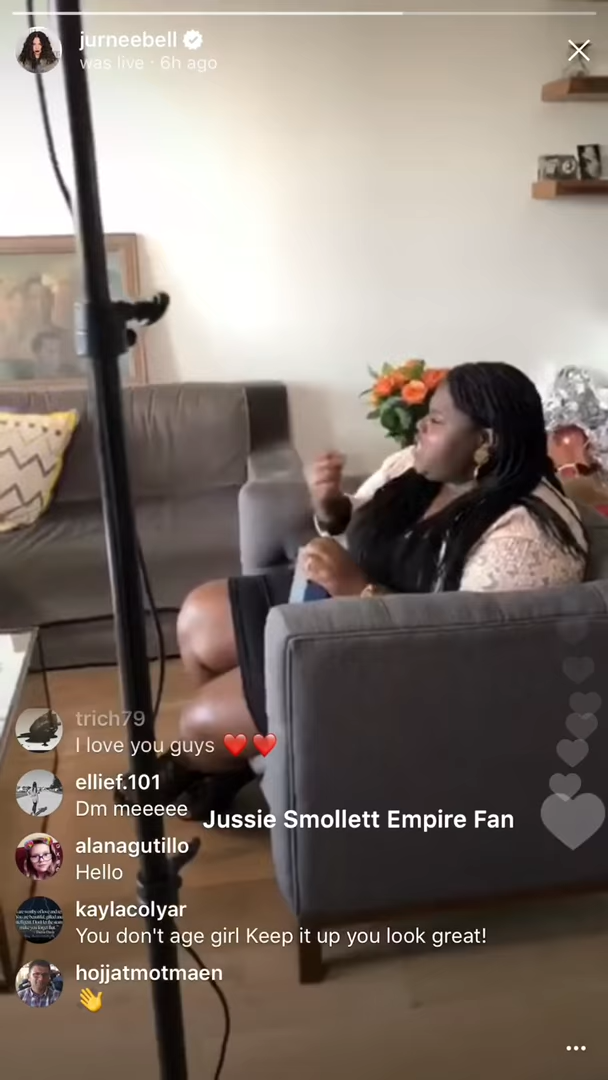 jurneebell
was live · 6h ago
trich79
I love you guys ❤️❤️
ellief.101
Dm meeeee
Jussie Smollett Empire Fan
alanagutillo
Hello
kaylacolyar
You don't age girl Keep it up you look great!
hojjatmotmaen
👋